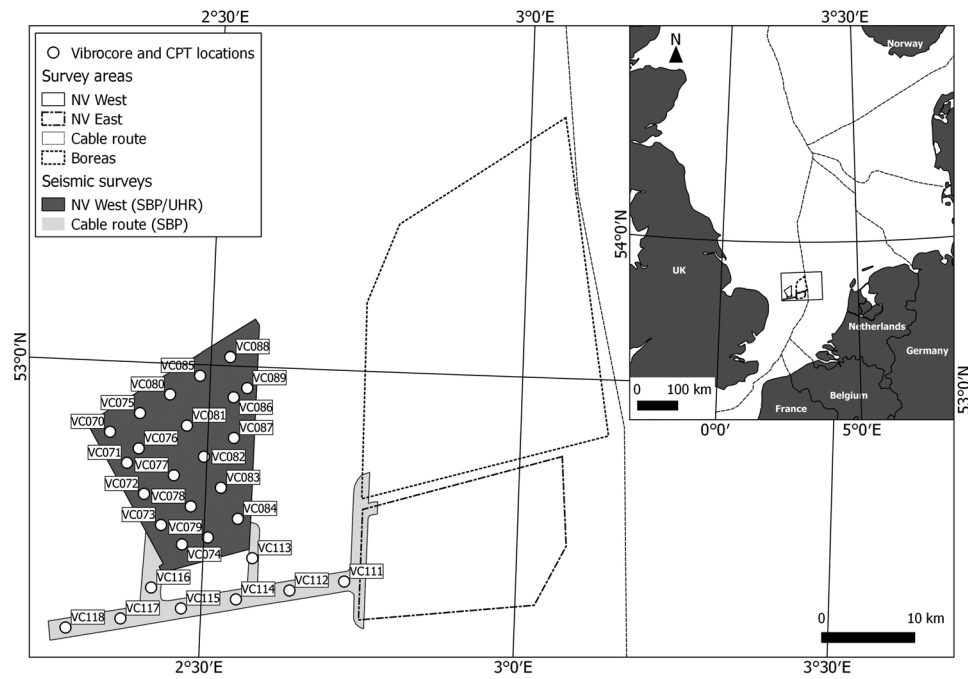 2°30′E
3°0′E
3°30′E
Vibrocore and CPT locations
Survey areas
NV West
NV East
Cable route
Boreas
Seismic surveys
NV West (SBP/UHR)
Cable route (SBP)
N
Norway
54°0′N
UK
Netherlands
Germany
Belgium
France
0 100 km
0°0′
5°0′E
53°0′N
53°0′N
VC088
VC085
VC089
VC080
VC086
VC075
VC081
VC070
VC087
VC076
VC071
VC082
VC077
VC072
VC083
VC078
VC084
VC073
VC079
VC074
VC113
VC111
VC116
VC112
VC114
VC115
VC117
VC118
0 10 km
2°30′E
3°0′E
3°30′E